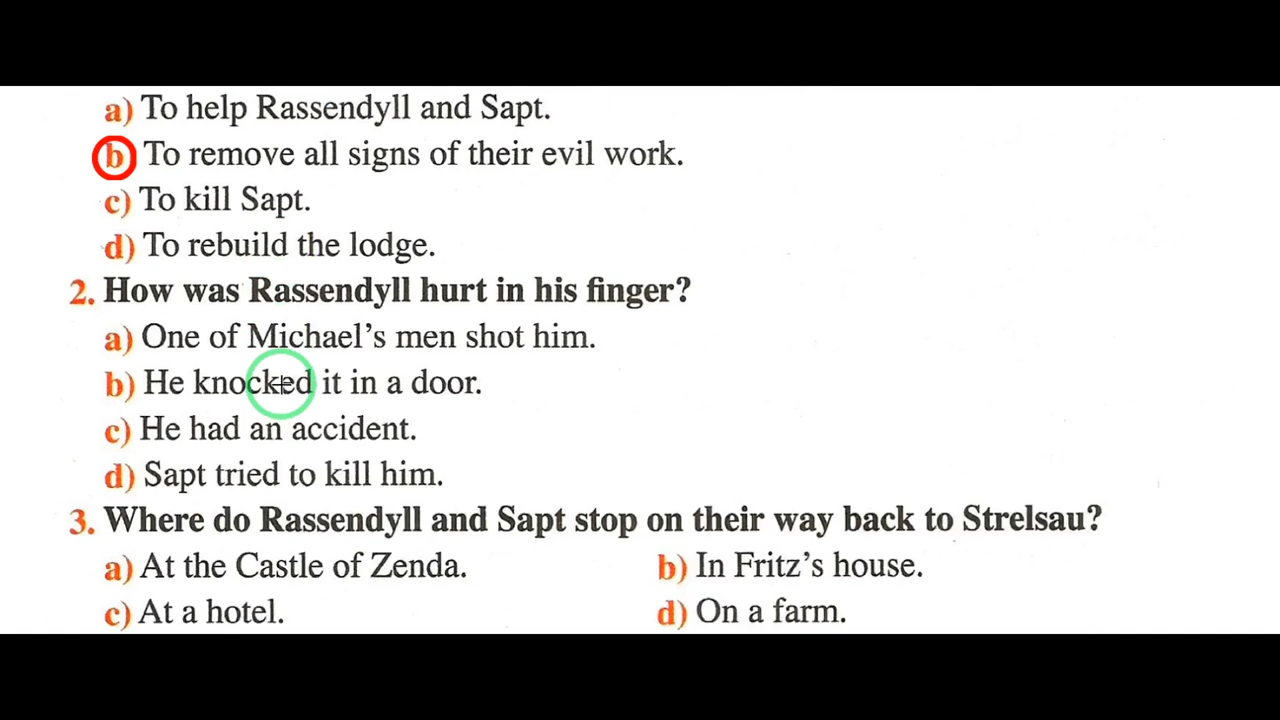 a) To help Rassendyll and Sapt.
b) To remove all signs of their evil work.
c) To kill Sapt.
d) To rebuild the lodge.
2. How was Rassendyll hurt in his finger?
a) One of Michael's men shot him.
b) He knocked it in a door.
c) He had an accident.
d) Sapt tried to kill him.
3. Where do Rassendyll and Sapt stop on their way back to Strelsau?
a) At the Castle of Zenda. b) In Fritz's house.
c) At a hotel. d) On a farm.